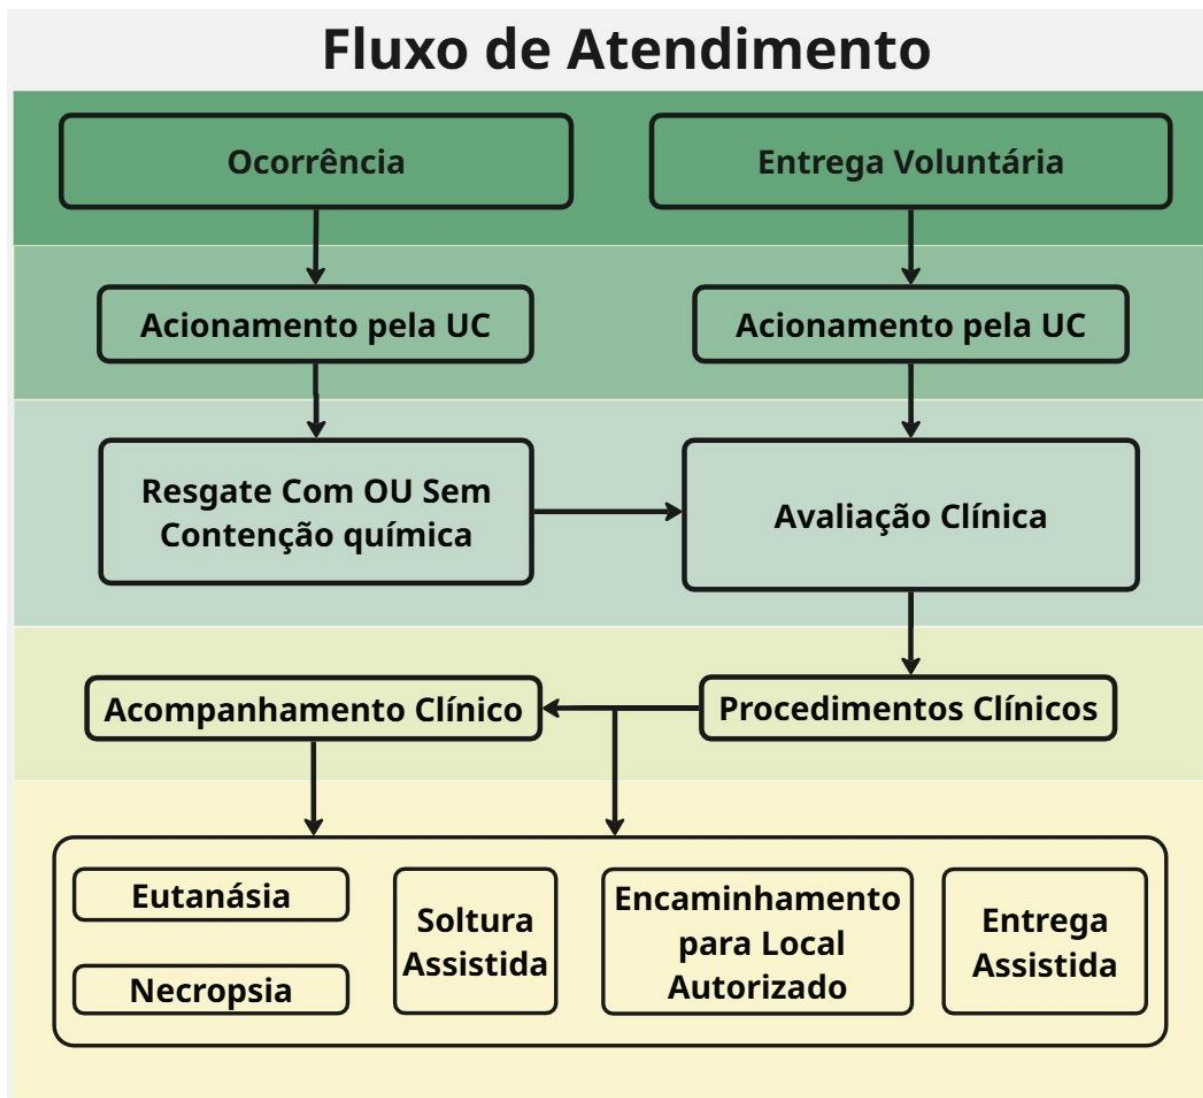 Fluxo de Atendimento
Ocorrência
Entrega Voluntária
Acionamento pela UC
Acionamento pela UC
Resgate Com OU Sem
Contenção química
Avaliação Clínica
Acompanhamento Clínico
Procedimentos Clínicos
Eutanásia
Necropsia
Soltura
Assistida
Encaminhamento
para Local
Autorizado
Entrega
Assistida